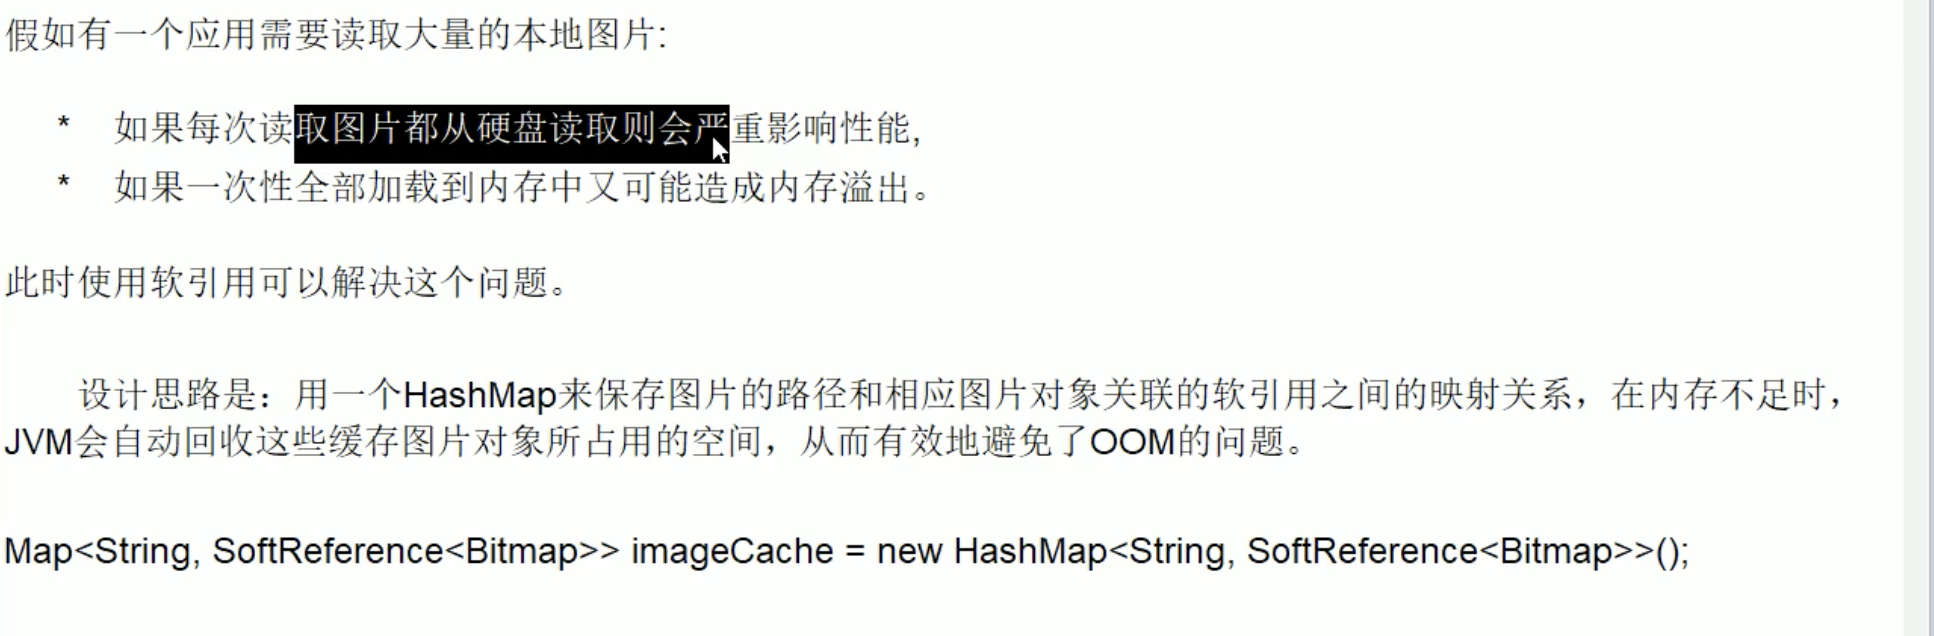 假如有一个应用需要读取大量的本地图片:
* 如果每次读取图片都从硬盘读取则会严重影响性能,
* 如果一次性全部加载到内存中又可能造成内存溢出。
此时使用软引用可以解决这个问题。
设计思路是：用一个HashMap来保存图片的路径和相应图片对象关联的软引用之间的映射关系，在内存不足时，
JVM会自动回收这些缓存图片对象所占用的空间，从而有效地避免了OOM的问题。
Map<String, SoftReference<Bitmap>> imageCache = new HashMap<String, SoftReference<Bitmap>>();